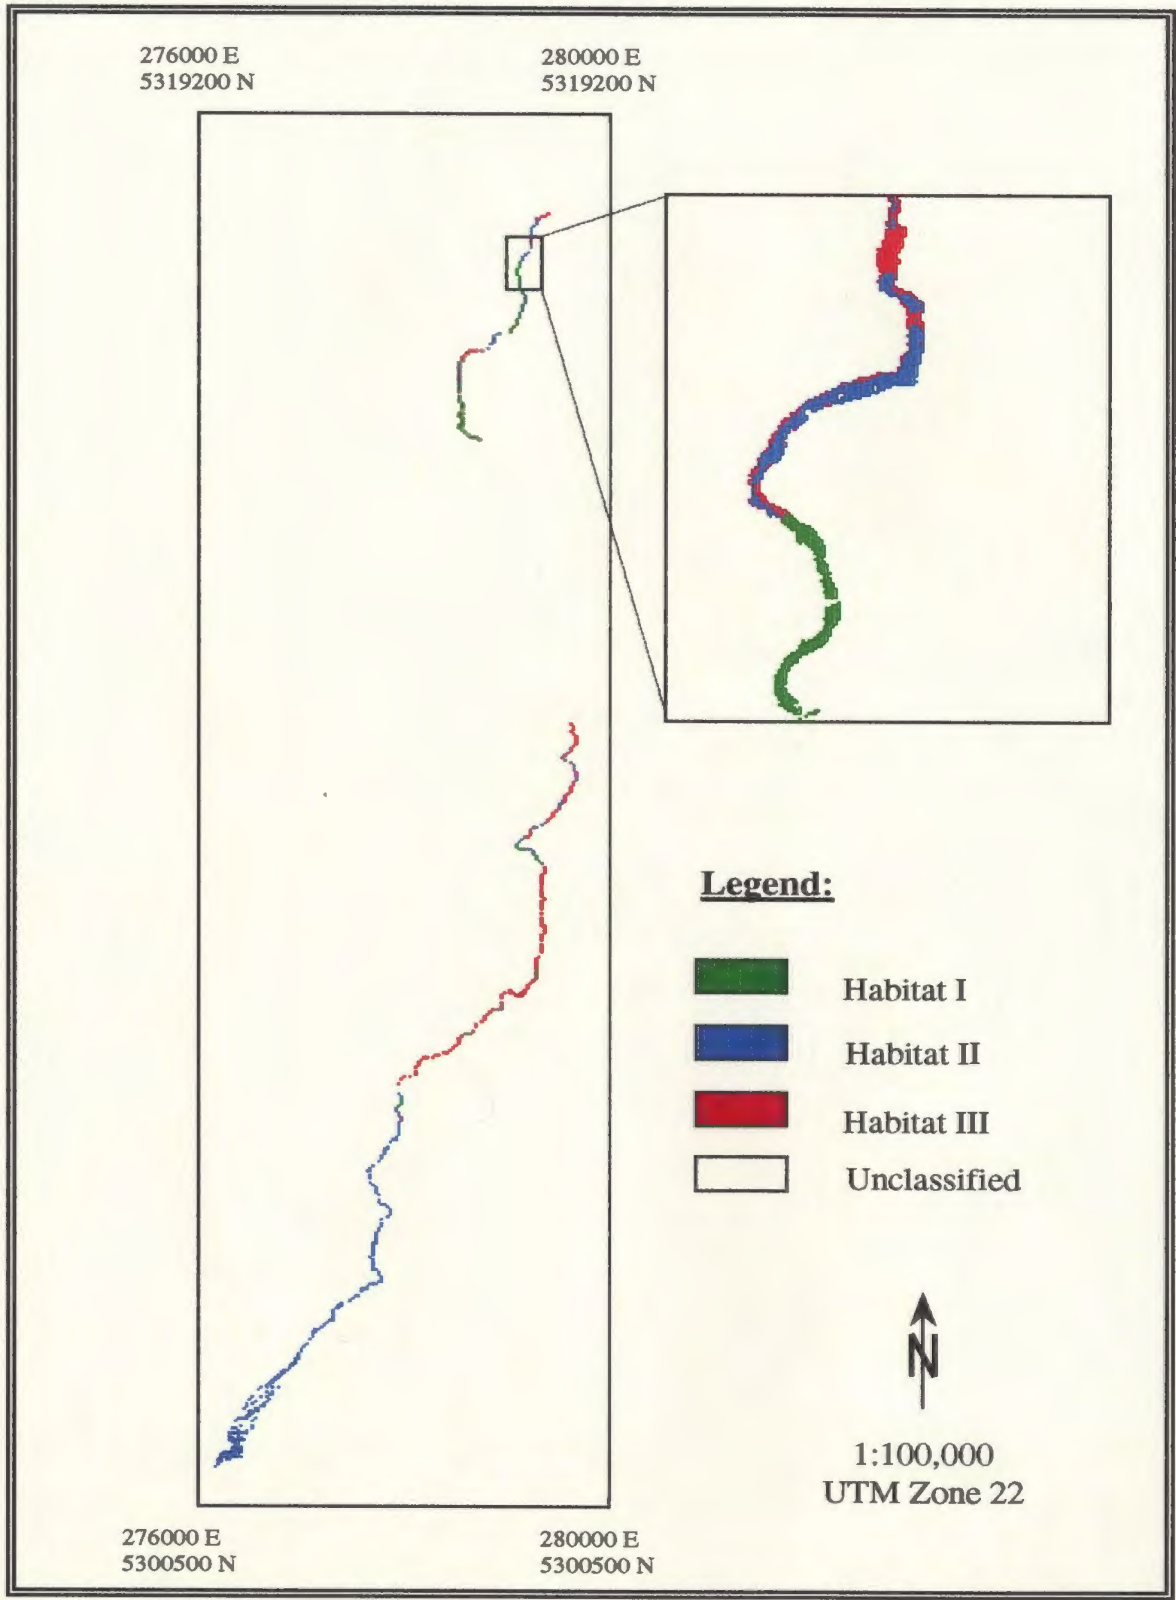 276000 E
5319200 N
280000 E
5319200 N
Legend:
Habitat I
Habitat II
Habitat III
Unclassified
N
1:100,000
UTM Zone 22
276000 E
5300500 N
280000 E
5300500 N